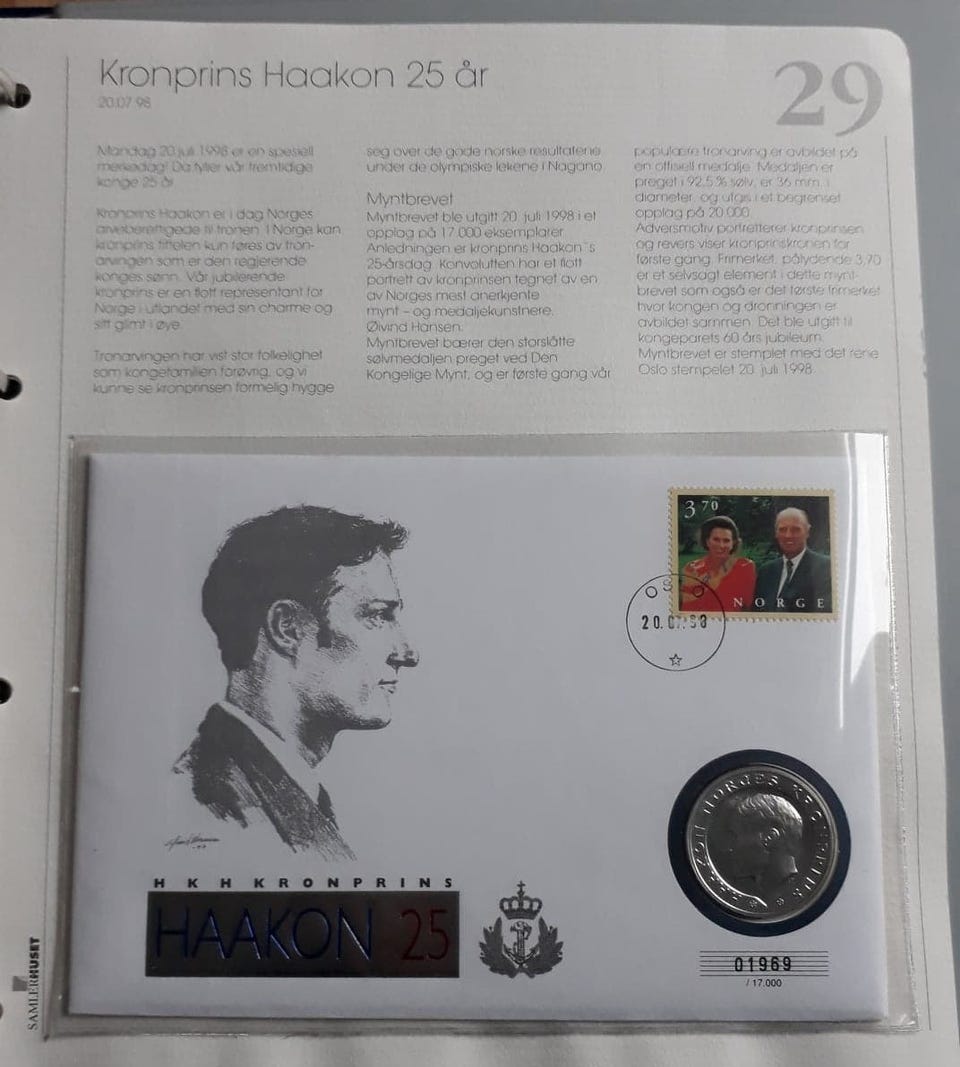 Kronprins Haakon 25 år
20.07.98
29
Mandag 20.juli 1998 er en spesiell
merkedag! Da fyller vår fremtidige
konge 25 år.
Kronprins Haakon er i dag Norges
arveberettigede til tronen. I Norge kan
kronprins tittelen kun føres av tron-
arvingen som er den regjerende
konges sønn. Vår jubilerende
kronprins er en flott representant for
Norge i utlandet med sin charme og
sitt glimt i øye.
Tronarvingen har vist stor folkelighet
som kongefamilien forøvrig, og vi
kunne se kronprinsen formelig hygge
seg over de gode norske resultatene
under de olympiske lekene i Nagano.
Myntbrevet
Myntbrevet ble utgitt 20. juli 1998 i et
opplag på 17.000 eksemplarer.
Anledningen er kronprins Haakon`s
25-årsdag. Konvolutten har et flott
portrett av kronprinsen tegnet av en
av Norges mest anerkjente
mynt – og medaljekunstnere,
Øivind Hansen.
Myntbrevet bærer den storslåtte
sølvmedaljen preget ved Den
Kongelige Mynt, og er første gang vår
populære tronarving er avbildet på
en offisiell medalje. Medaljen er
preget i 92,5 % sølv, er 36 mm. i
diameter, og utgis i et begrenset
opplag på 20.000.
Adversmotiv portretterer kronprinsen
og revers viser kronprinskronen for
første gang. Frimerket, pålydende 3,70
er et selvsagt element i dette mynt-
brevet som også er det første frimerket
hvor kongen og dronningen er
avbildet sammen. Det ble utgitt til
kongeparets 60 års jubileum.
Myntbrevet er stemplet med det rene
Oslo stempelet 20. juli 1998.
3 70
NORGE
OSLO
20.07.98
HAAKON NORGES KRONPRINS
HKH KRONPRINS
HAAKON 25
01969
/ 17.000
SAMLERHUSET